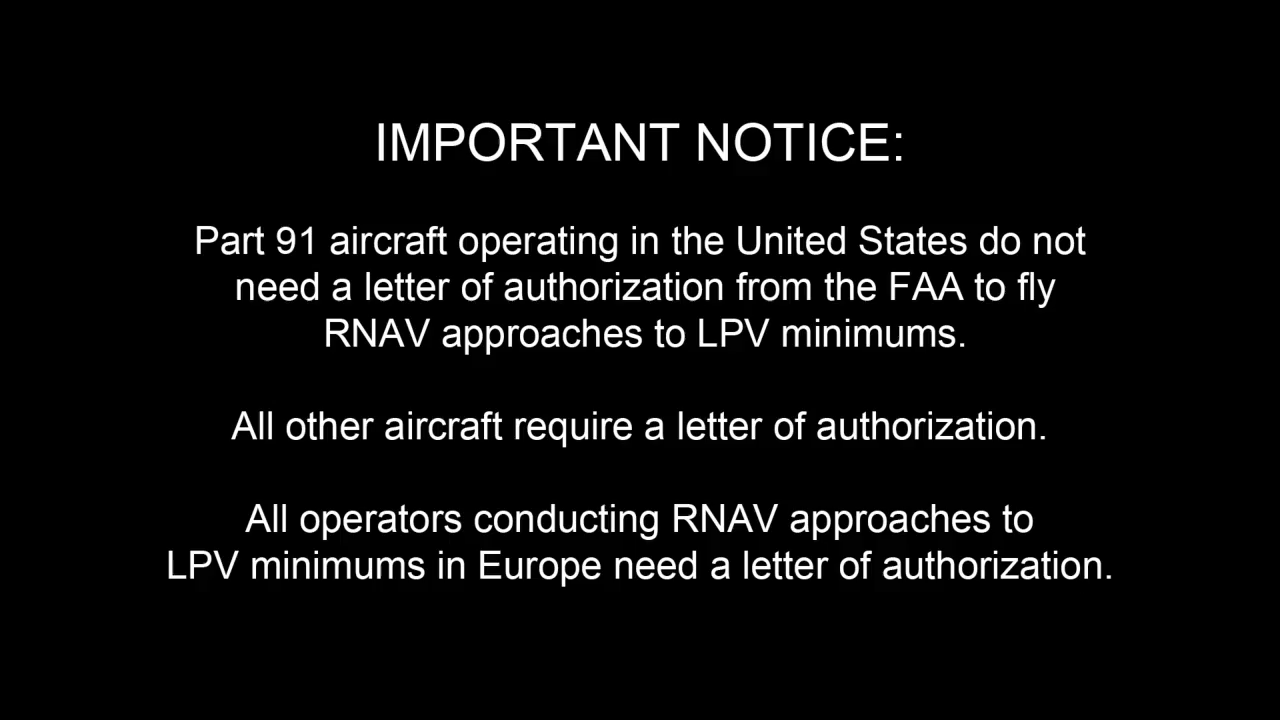 IMPORTANT NOTICE:
Part 91 aircraft operating in the United States do not
need a letter of authorization from the FAA to fly
RNAV approaches to LPV minimums.
All other aircraft require a letter of authorization.
All operators conducting RNAV approaches to
LPV minimums in Europe need a letter of authorization.